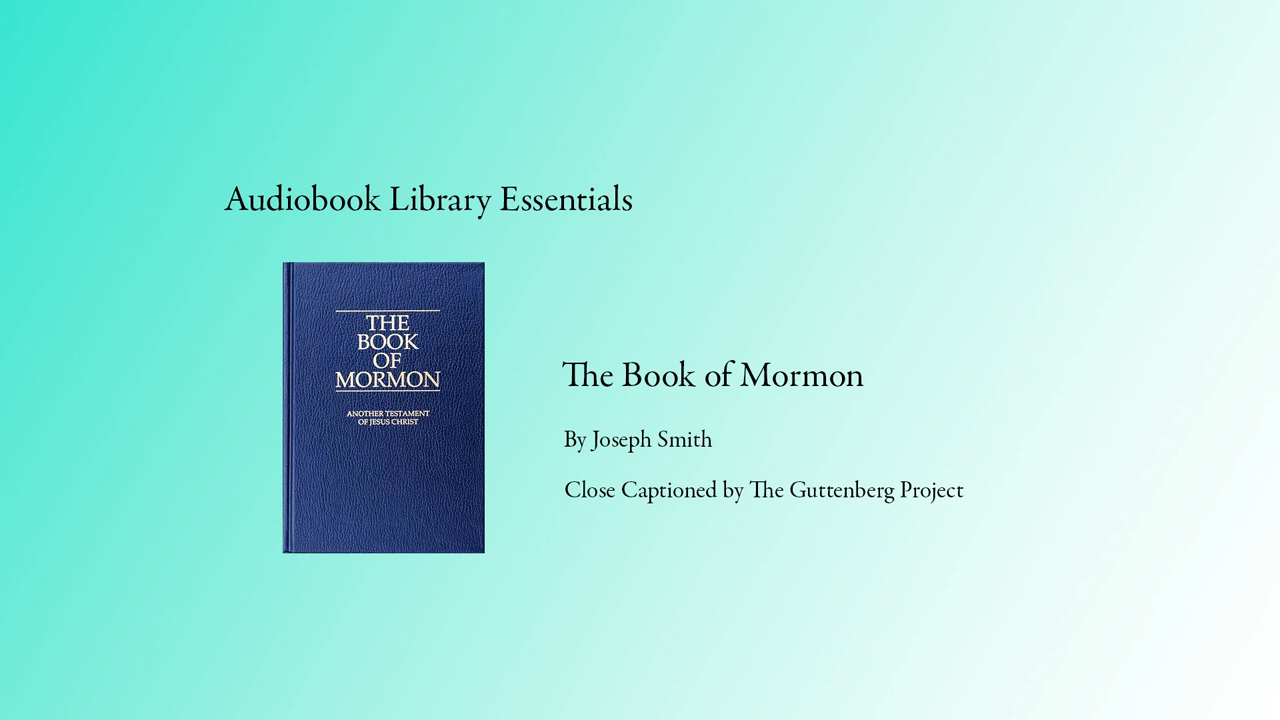 Audiobook Library Essentials
THE
BOOK
OF
MORMON
ANOTHER TESTAMENT
OF JESUS CHRIST
The Book of Mormon
By Joseph Smith
Close Captioned by The Guttenberg Project